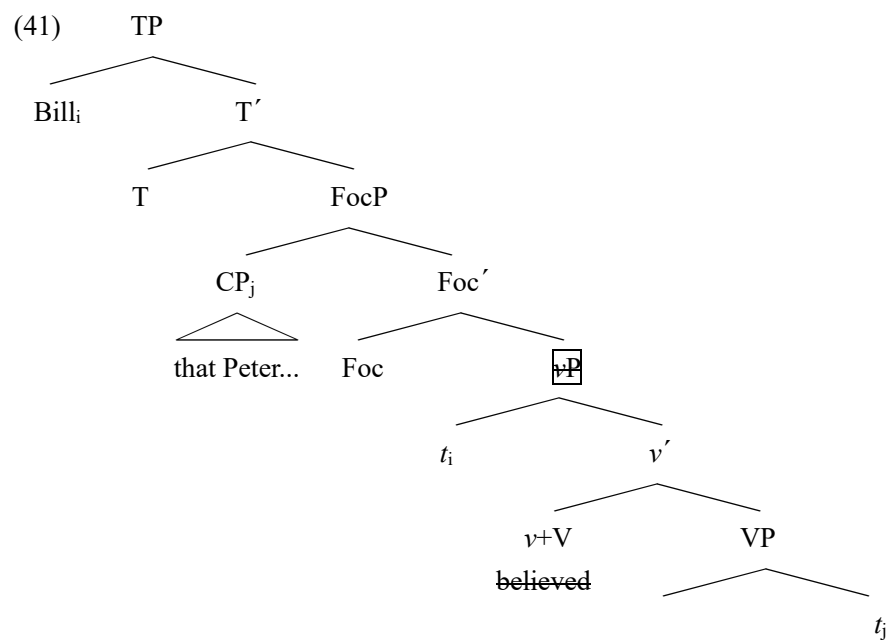 (41) TP
Billᵢ T´
T FocP
CPⱼ Foc´
that Peter... Foc vP
tᵢ v´
v+V VP
believed
tⱼ